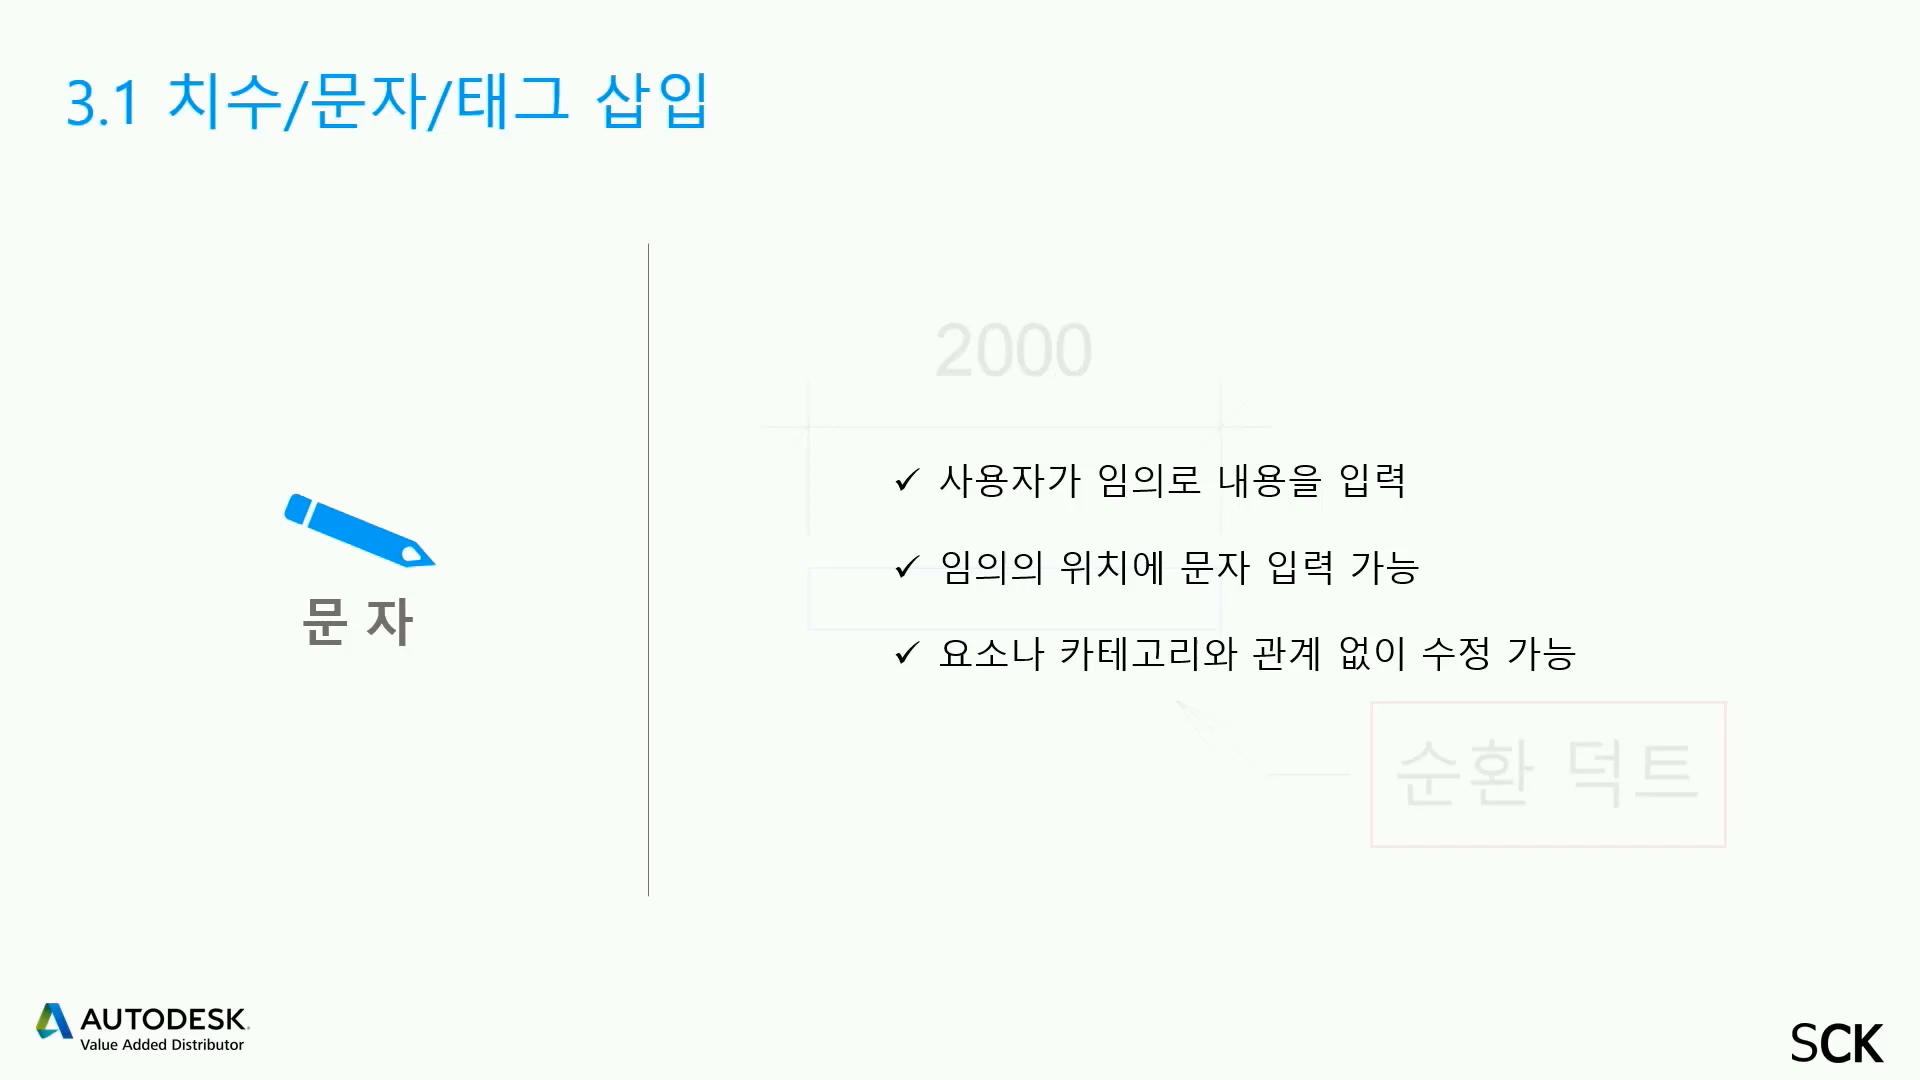 3.1 치수/문자/태그 삽입
2000
✓ 사용자가 임의로 내용을 입력
✓ 임의의 위치에 문자 입력 가능
✓ 요소나 카테고리와 관계 없이 수정 가능
문 자
순환 덕트
AUTODESK.
Value Added Distributor
SCK